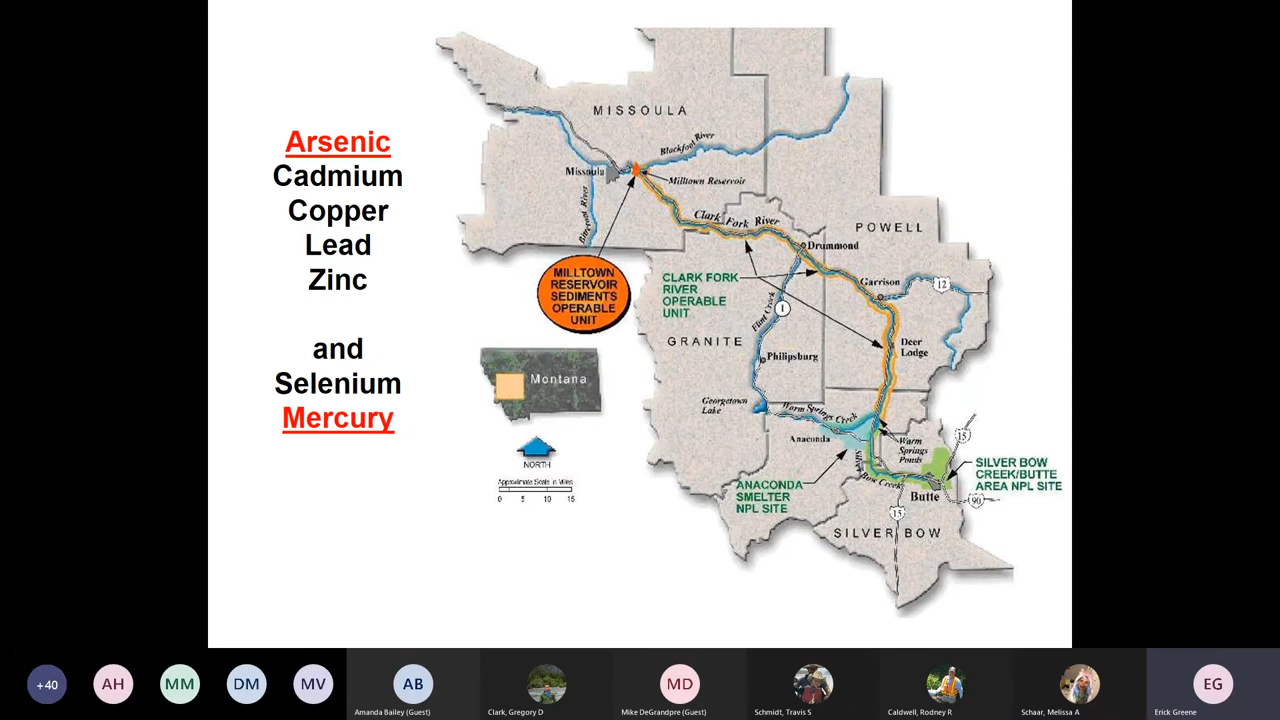 Arsenic
Cadmium
Copper
Lead
Zinc
and
Selenium
Mercury
MISSOULA
Blackfoot River
Missoula
Milltown Reservoir
Bitterroot River
Clark Fork River
POWELL
Drummond
MILLTOWN
RESERVOIR
SEDIMENTS
OPERABLE
UNIT
CLARK FORK
RIVER
OPERABLE
UNIT
Garrison
12
1
Flint Creek
GRANITE
Deer
Lodge
Philipsburg
Montana
Georgetown
Lake
Warm Springs Creek
Anaconda
Warm
Springs
Ponds
15
NORTH
Silver Bow Creek
SILVER BOW
CREEK/BUTTE
AREA NPL SITE
Approximate Scale in Miles
0 5 10 15
ANACONDA
SMELTER
NPL SITE
Butte
90
15
SILVER BOW
+40
AH
MM
DM
MV
AB
Amanda Bailey (Guest)
Clark, Gregory D
MD
Mike DeGrandpre (Guest)
Schmidt, Travis S
Caldwell, Rodney R
Schaar, Melissa A
EG
Erick Greene